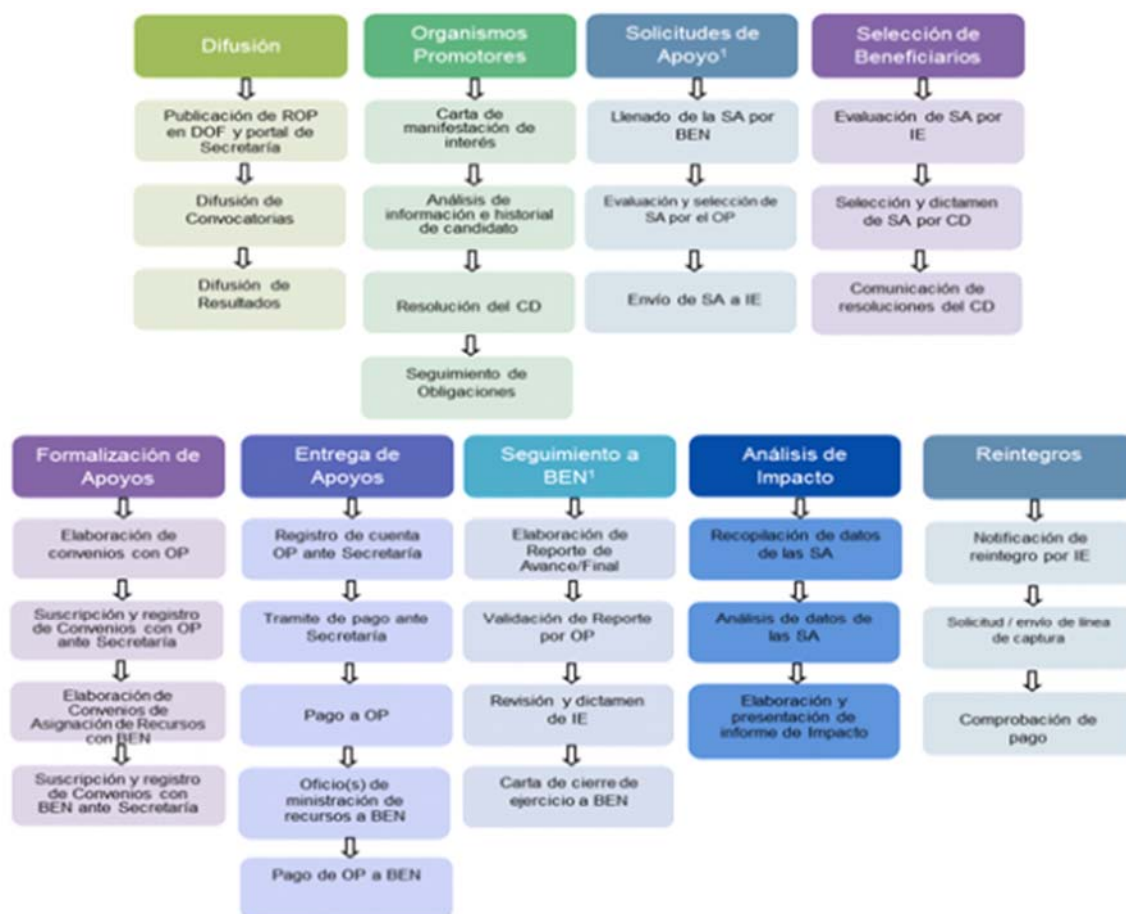 Difusión
Publicación de ROP
en DOF y portal de
Secretaría
Difusión de
Convocatorias
Difusión de
Resultados
Organismos
Promotores
Carta de
manifestación de
interés
Análisis de
información e historial
de candidato
Resolución del CD
Seguimiento de
Obligaciones
Solicitudes de
Apoyo¹
Llenado de la SA por
BEN
Evaluación y selección de
SA por el OP
Envío de SA a IE
Selección de
Beneficiarios
Evaluación de SA por
IE
Selección y dictamen
de SA por CD
Comunicación de
resoluciones del CD
Formalización de
Apoyos
Elaboración de
convenios con OP
Suscripción y registro
de Convenios con OP
ante Secretaría
Elaboración de
Convenios de
Asignación de Recursos
con BEN
Suscripción y registro
de Convenios con
BEN ante Secretaría
Entrega de
Apoyos
Registro de cuenta
OP ante Secretaría
Tramite de pago ante
Secretaría
Pago a OP
Oficio(s) de
ministración de
recursos a BEN
Pago de OP a BEN
Seguimiento a
BEN¹
Elaboración de
Reporte de
Avance/Final
Validación de Reporte
por OP
Revisión y dictamen
de IE
Carta de cierre de
ejercicio a BEN
Análisis de
Impacto
Recopilación de datos
de las SA
Análisis de datos de
las SA
Elaboración y
presentación de
informe de Impacto
Reintegros
Notificación de
reintegro por IE
Solicitud / envío de línea
de captura
Comprobación de
pago